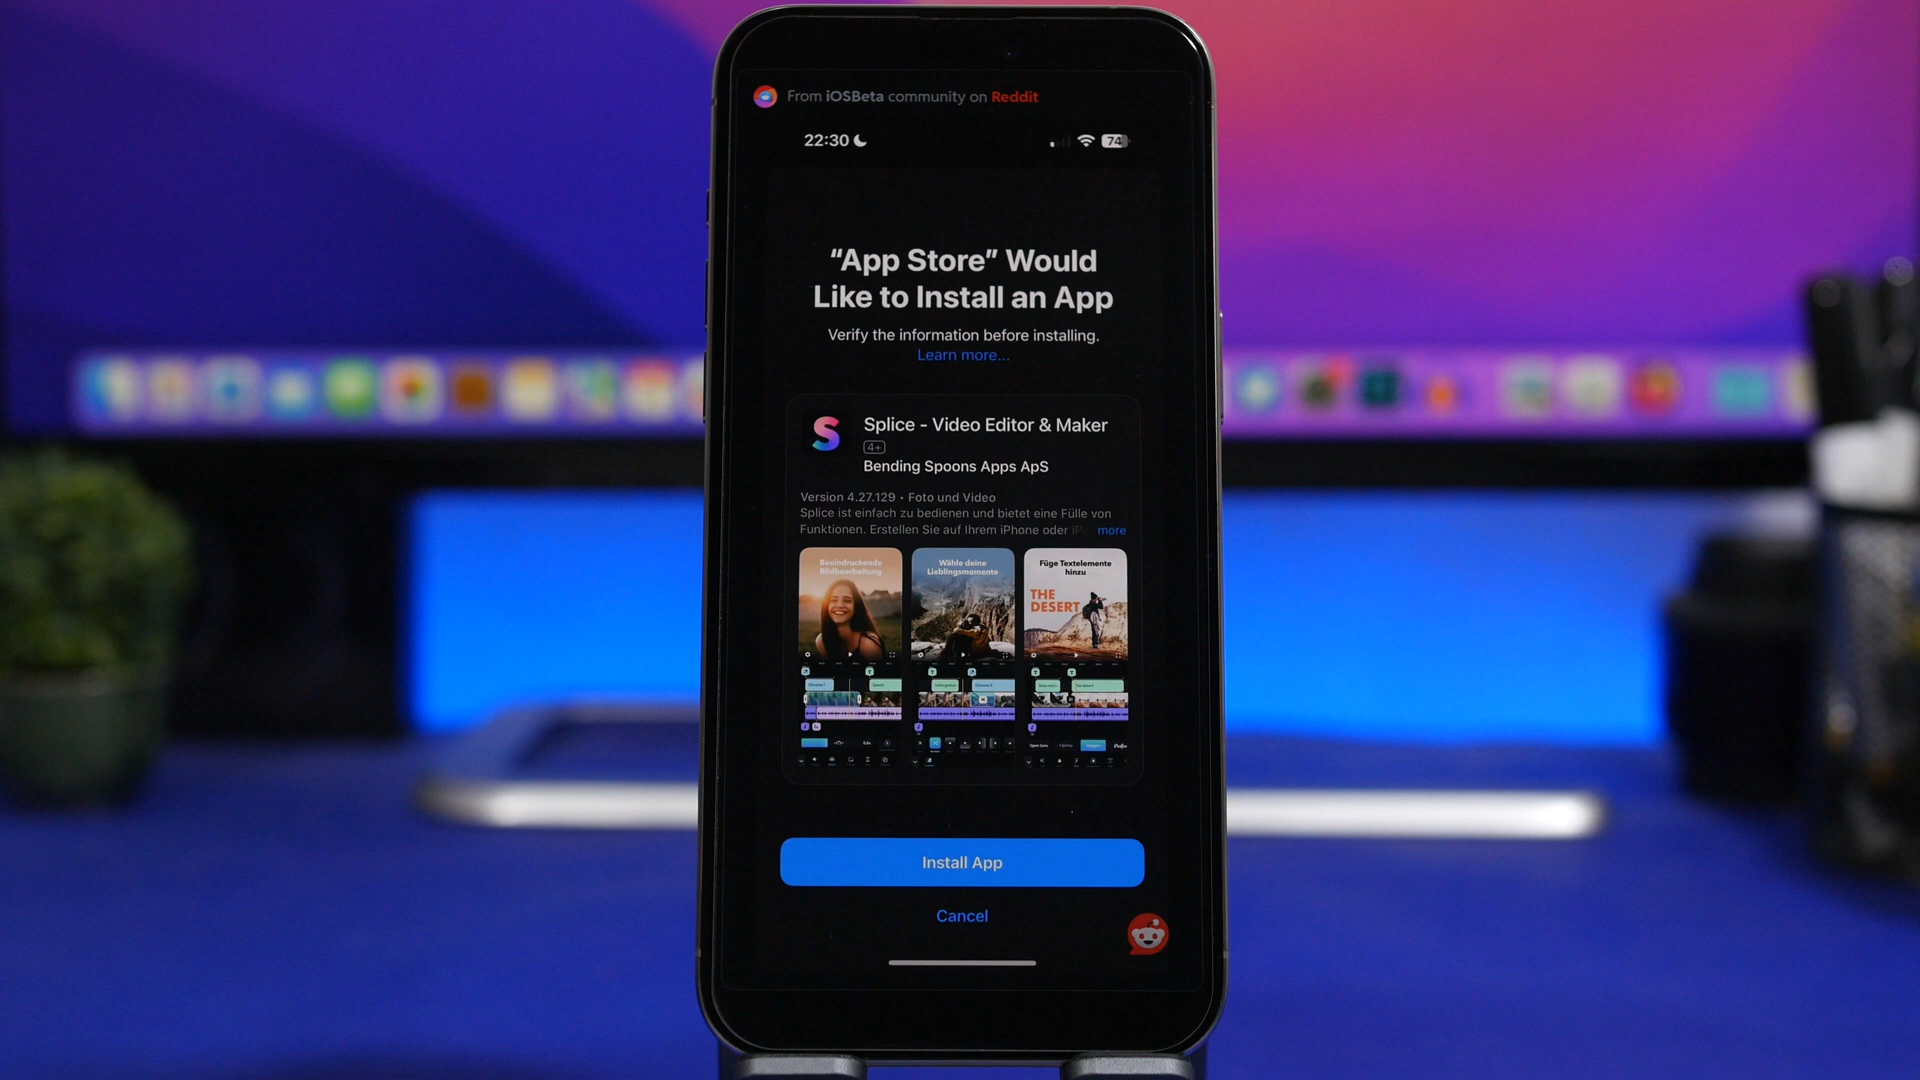 From iOSBeta community on Reddit
22:30
74
“App Store” Would
Like to Install an App
Verify the information before installing.
Learn more...
Splice - Video Editor & Maker
4+
Bending Spoons Apps ApS
Version 4.27.129 • Foto und Video
Splice ist einfach zu bedienen und bietet eine Fülle von
Funktionen. Erstellen Sie auf Ihrem iPhone oder iP
more
Beeindruckende
Bildbearbeitung
Wähle deine
Lieblingsmomente
Füge Textelemente
hinzu
THE
DESERT
Install App
Cancel